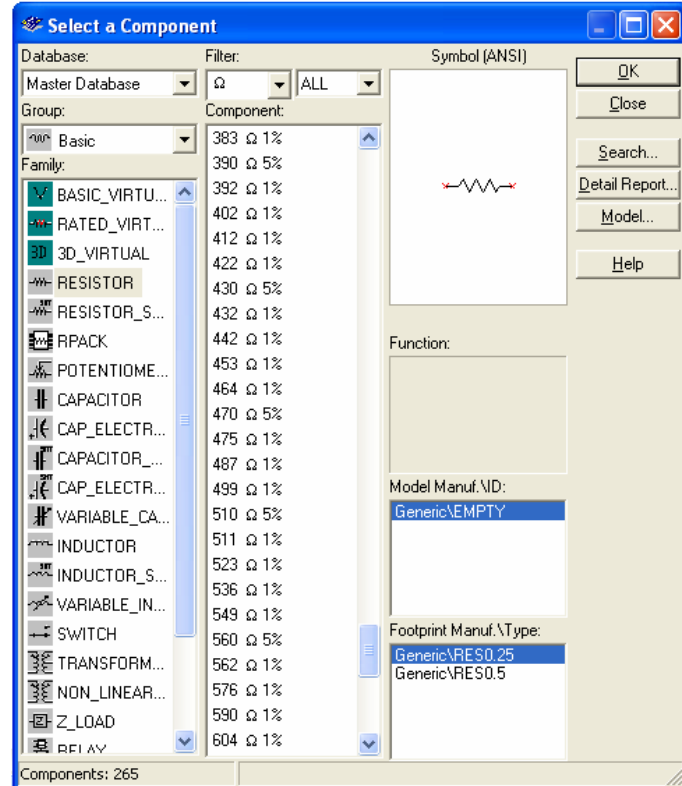 Select a Component
Database:
Master Database
Group:
Basic
Family:
BASIC_VIRTU...
RATED_VIRT...
3D_VIRTUAL
RESISTOR
RESISTOR_S...
RPACK
POTENTIOME...
CAPACITOR
CAP_ELECTR...
CAPACITOR_...
CAP_ELECTR...
VARIABLE_CA...
INDUCTOR
INDUCTOR_S...
VARIABLE_IN...
SWITCH
TRANSFORM...
NON_LINEAR...
Z_LOAD
RELAY
Filter:
Ω ALL
Component:
383 Ω 1%
390 Ω 5%
392 Ω 1%
402 Ω 1%
412 Ω 1%
422 Ω 1%
430 Ω 5%
432 Ω 1%
442 Ω 1%
453 Ω 1%
464 Ω 1%
470 Ω 5%
475 Ω 1%
487 Ω 1%
499 Ω 1%
510 Ω 5%
511 Ω 1%
523 Ω 1%
536 Ω 1%
549 Ω 1%
560 Ω 5%
562 Ω 1%
576 Ω 1%
590 Ω 1%
604 Ω 1%
Symbol (ANSI)
Function:
Model Manuf.\ID:
Generic\EMPTY
Footprint Manuf.\Type:
Generic\RES0.25
Generic\RES0.5
OK
Close
Search...
Detail Report...
Model...
Help
Components: 265